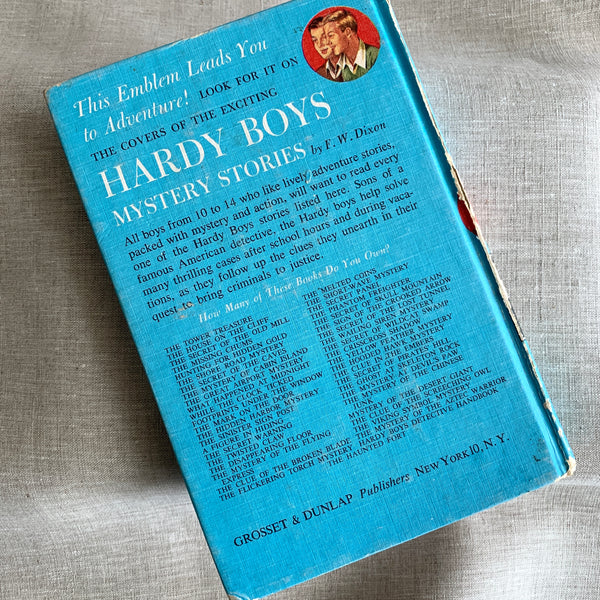 This Emblem Leads You
to Adventure! LOOK FOR IT ON
THE COVERS OF THE EXCITING
HARDY BOYS
MYSTERY STORIES by F. W. Dixon
All boys from 10 to 14 who like lively adventure stories,
packed with mystery and action, will want to read every
one of the Hardy Boys stories listed here. Sons of a
famous American detective, the Hardy boys help solve
many thrilling cases after school hours and during vaca-
tions, as they follow up the clues they unearth in their
quest to bring criminals to justice.
How Many of These Books Do You Own?
THE TOWER TREASURE
THE HOUSE ON THE CLIFF
THE SECRET OF THE OLD MILL
THE MISSING CHUMS
HUNTING FOR HIDDEN GOLD
THE SHORE ROAD MYSTERY
THE SECRET OF THE CAVES
THE MYSTERY OF CABIN ISLAND
THE GREAT AIRPORT MYSTERY
WHAT HAPPENED AT MIDNIGHT
WHILE THE CLOCK TICKED
FOOTPRINTS UNDER THE WINDOW
THE MARK ON THE DOOR
THE HIDDEN HARBOR MYSTERY
THE SINISTER SIGN POST
A FIGURE IN HIDING
THE SECRET WARNING
THE TWISTED CLAW
THE DISAPPEARING FLOOR
THE MYSTERY OF THE FLYING
EXPRESS
THE CLUE OF THE BROKEN BLADE
THE FLICKERING TORCH MYSTERY
THE MELTED COINS
THE SHORT-WAVE MYSTERY
THE SECRET PANEL
THE PHANTOM FREIGHTER
THE SECRET OF SKULL MOUNTAIN
THE SIGN OF THE CROOKED ARROW
THE SECRET OF THE LOST TUNNEL
THE WAILING SIREN MYSTERY
THE SECRET OF WILDCAT SWAMP
THE CRISSCROSS SHADOW
THE YELLOW FEATHER MYSTERY
THE HOODED HAWK MYSTERY
THE CLUE IN THE EMBERS
THE SECRET OF PIRATES' HILL
THE GHOST AT SKELETON ROCK
THE MYSTERY AT DEVIL'S PAW
THE MYSTERY OF THE CHINESE
JUNK
MYSTERY OF THE DESERT GIANT
THE CLUE OF THE SCREECHING OWL
THE VIKING SYMBOL MYSTERY
THE MYSTERY OF THE AZTEC WARRIOR
HARDY BOYS DETECTIVE HANDBOOK
THE HAUNTED FORT
GROSSET & DUNLAP Publishers NEW YORK 10, N. Y.